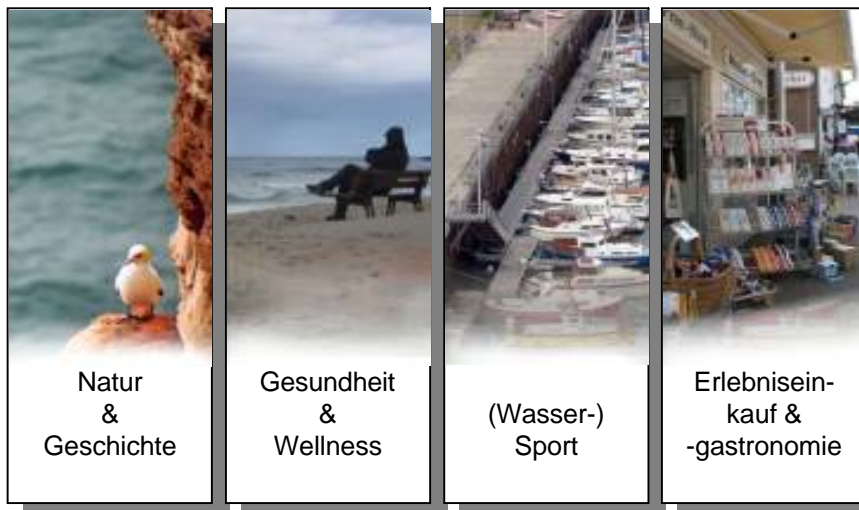 Natur
&
Geschichte
Gesundheit
&
Wellness
(Wasser-)
Sport
Erlebnisein-
kauf &
-gastronomie